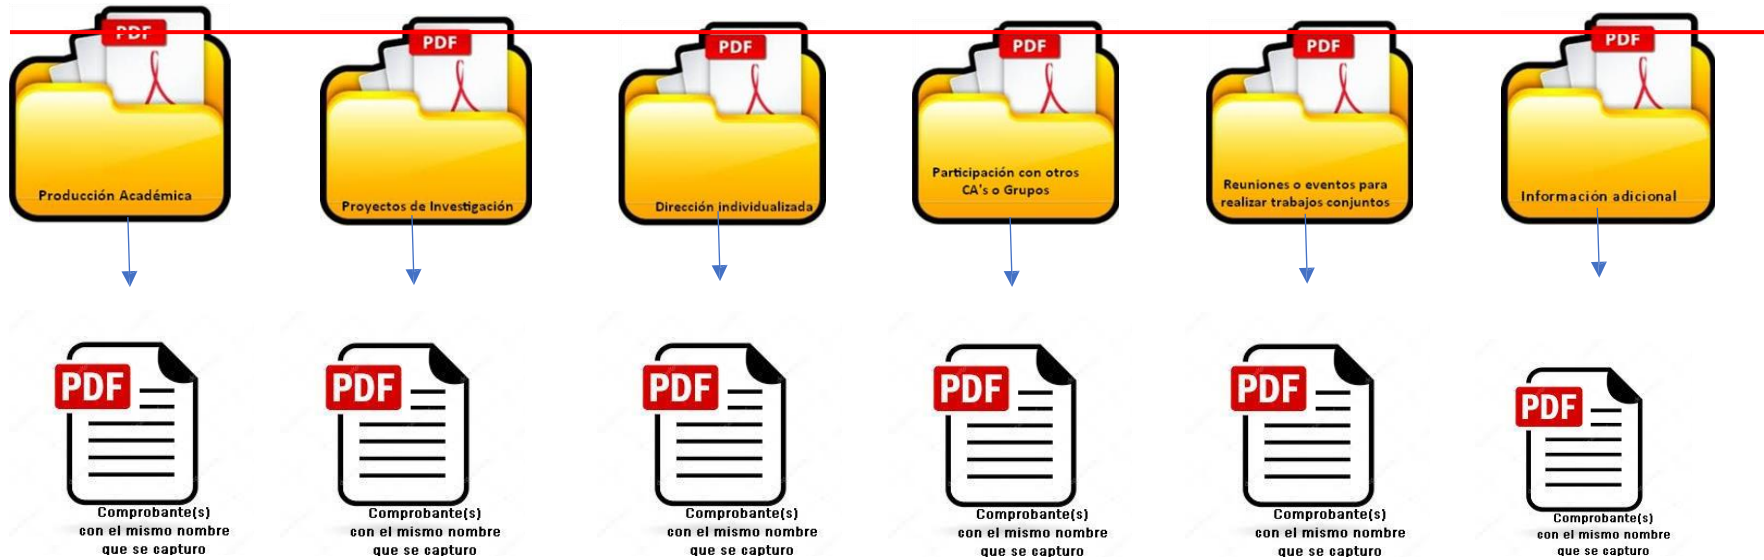 PDF
PDF
PDF
PDF
PDF
PDF
Producción Académica
Proyectos de Investigación
Dirección individualizada
Participación con otros
CA's o Grupos
Reuniones o eventos para
realizar trabajos conjuntos
Información adicional
PDF
PDF
PDF
PDF
PDF
PDF
Comprobante(s)
con el mismo nombre
que se capturo
Comprobante(s)
con el mismo nombre
que se capturo
Comprobante(s)
con el mismo nombre
que se capturo
Comprobante(s)
con el mismo nombre
que se capturo
Comprobante(s)
con el mismo nombre
que se capturo
Comprobante(s)
con el mismo nombre
que se capturo